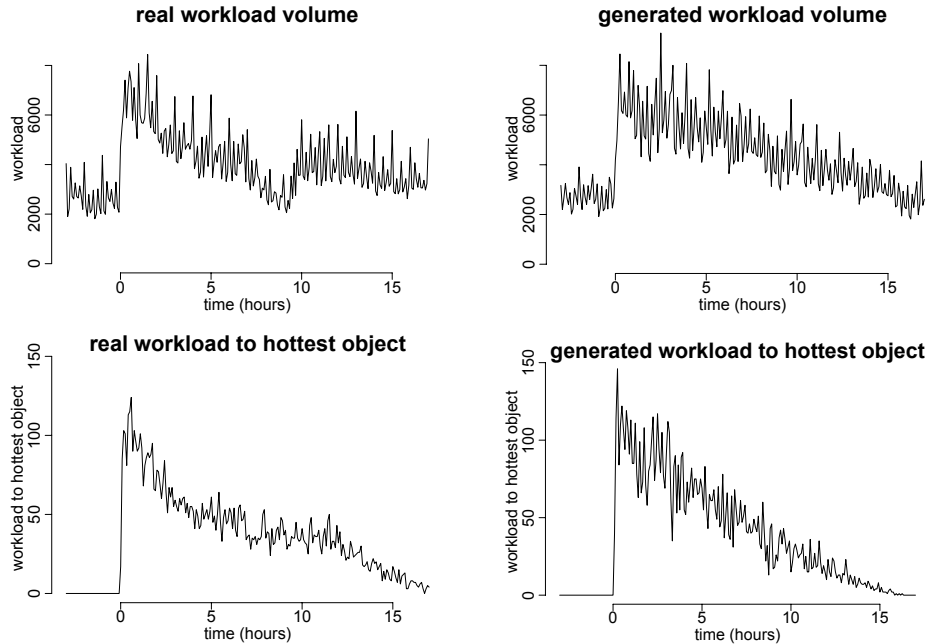 real workload volume
workload
0
2000
6000
0
5
10
15
time (hours)
generated workload volume
workload
0
2000
6000
0
5
10
15
time (hours)
real workload to hottest object
workload to hottest object
0
50
100
150
0
5
10
15
time (hours)
generated workload to hottest object
workload to hottest object
0
50
100
150
0
5
10
15
time (hours)